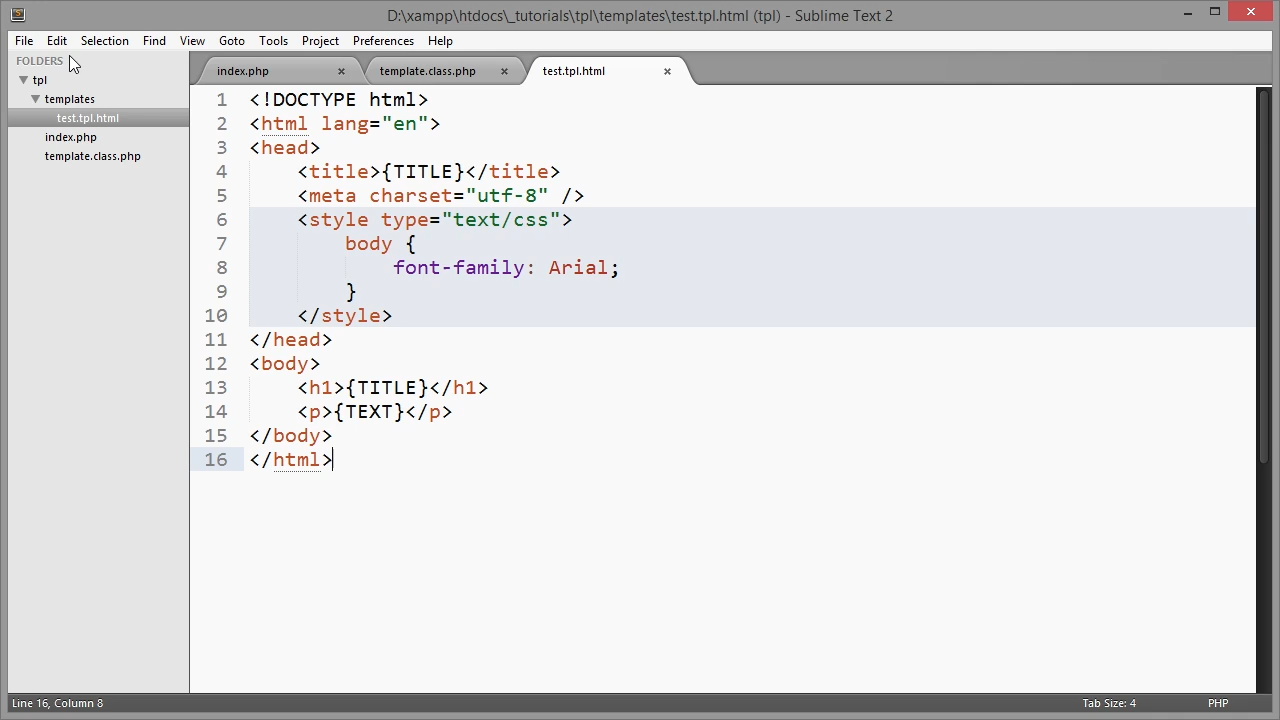 D:\xampp\htdocs\_tutorials\tpl\templates\test.tpl.html (tpl) - Sublime Text 2
File Edit Selection Find View Goto Tools Project Preferences Help
FOLDERS
tpl
templates
test.tpl.html
index.php
template.class.php
index.php × template.class.php × test.tpl.html ×
1 <!DOCTYPE html>
2 <html lang="en">
3 <head>
4     <title>{TITLE}</title>
5     <meta charset="utf-8" />
6     <style type="text/css">
7         body {
8             font-family: Arial;
9         }
10     </style>
11 </head>
12 <body>
13     <h1>{TITLE}</h1>
14     <p>{TEXT}</p>
15 </body>
16 </html>
Line 16, Column 8 Tab Size: 4 PHP